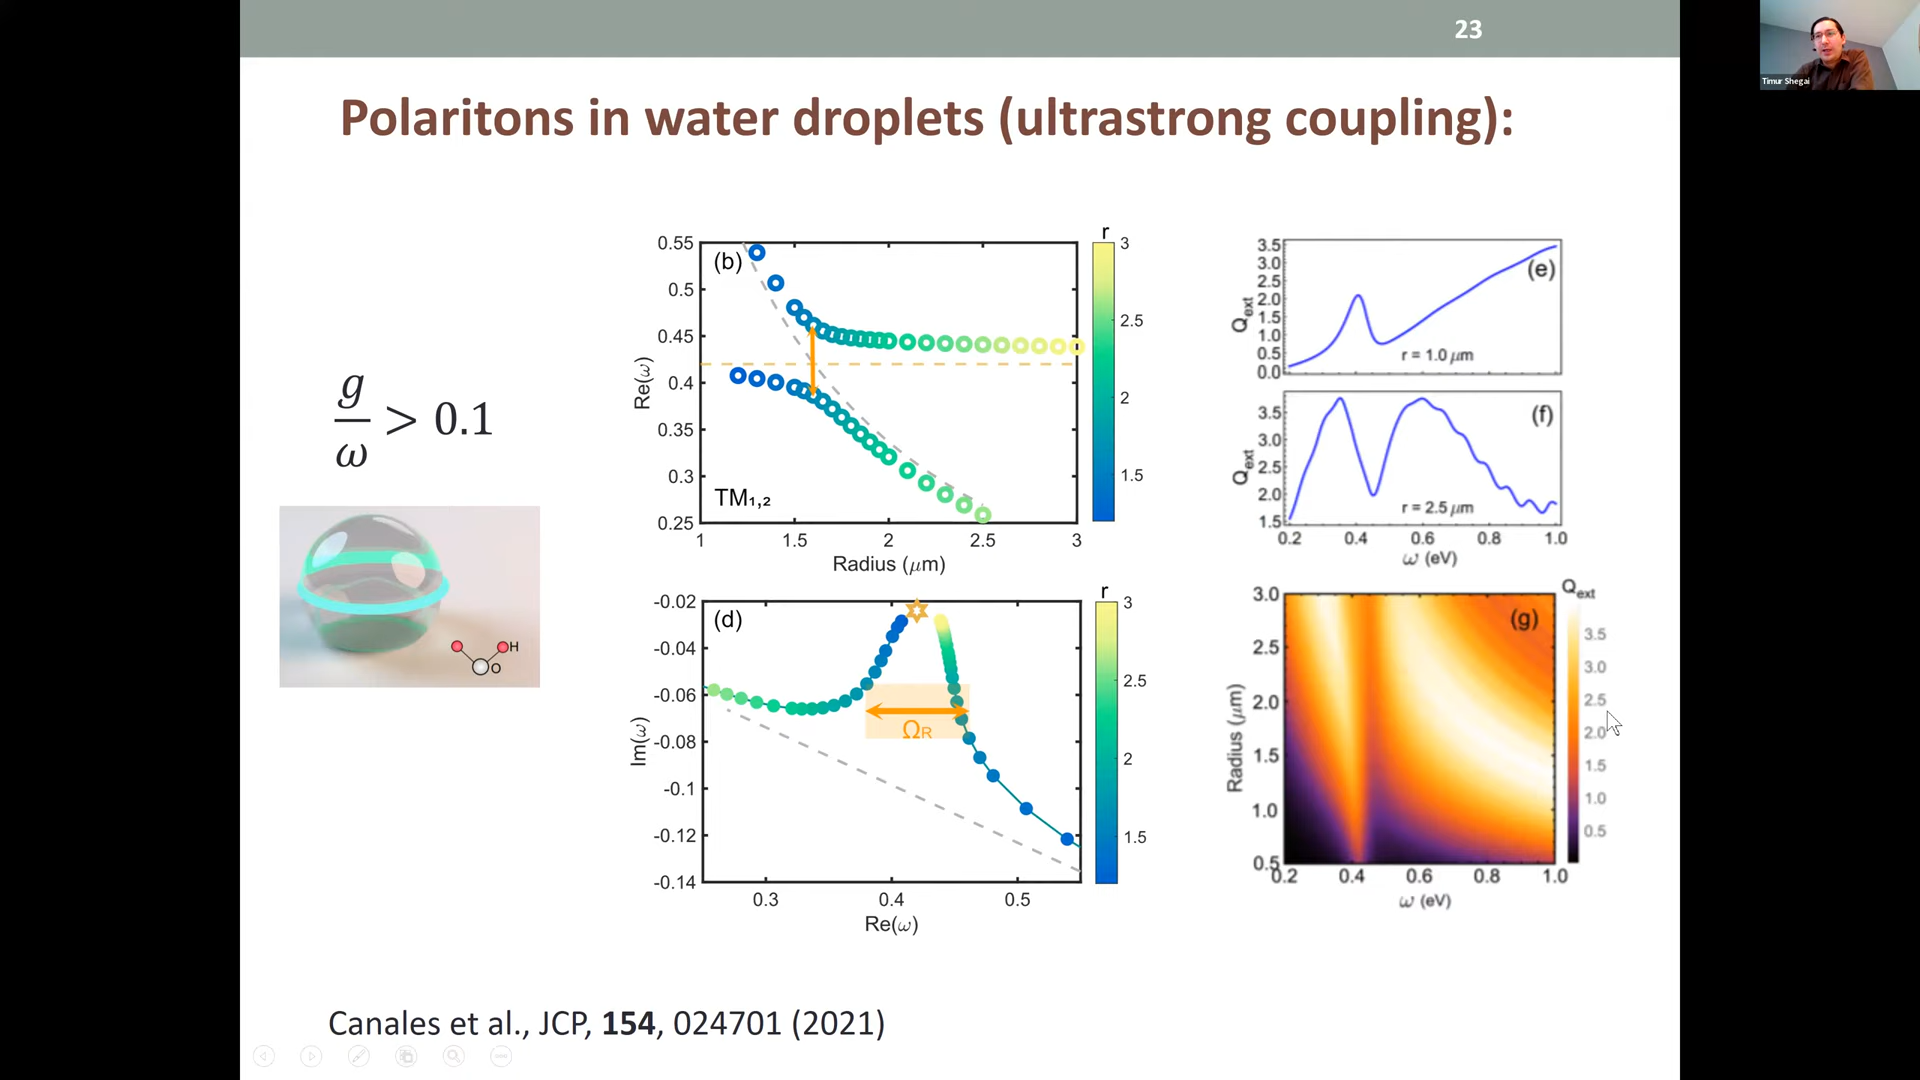 23
Timur Shegai
Polaritons in water droplets (ultrastrong coupling):
g/ω > 0.1
H
O
(b)
r
0.55
0.5
0.45
0.4
0.35
0.3
0.25
Re(ω)
TM₁,₂
1 1.5 2 2.5 3
Radius (μm)
3
2.5
2
1.5
(d)
r
-0.02
-0.04
-0.06
-0.08
-0.1
-0.12
-0.14
Im(ω)
Ω_R
0.3 0.4 0.5
Re(ω)
3
2.5
2
1.5
3.5
3.0
2.5
2.0
1.5
1.0
0.5
0.0
Q_ext
(e)
r = 1.0 μm
3.5
3.0
2.5
2.0
1.5
Q_ext
(f)
r = 2.5 μm
0.2 0.4 0.6 0.8 1.0
ω (eV)
(g)
Q_ext
3.0
2.5
2.0
1.5
1.0
0.5
Radius (μm)
0.2 0.4 0.6 0.8 1.0
ω (eV)
3.5
3.0
2.5
2.0
1.5
1.0
0.5
Canales et al., JCP, 154, 024701 (2021)